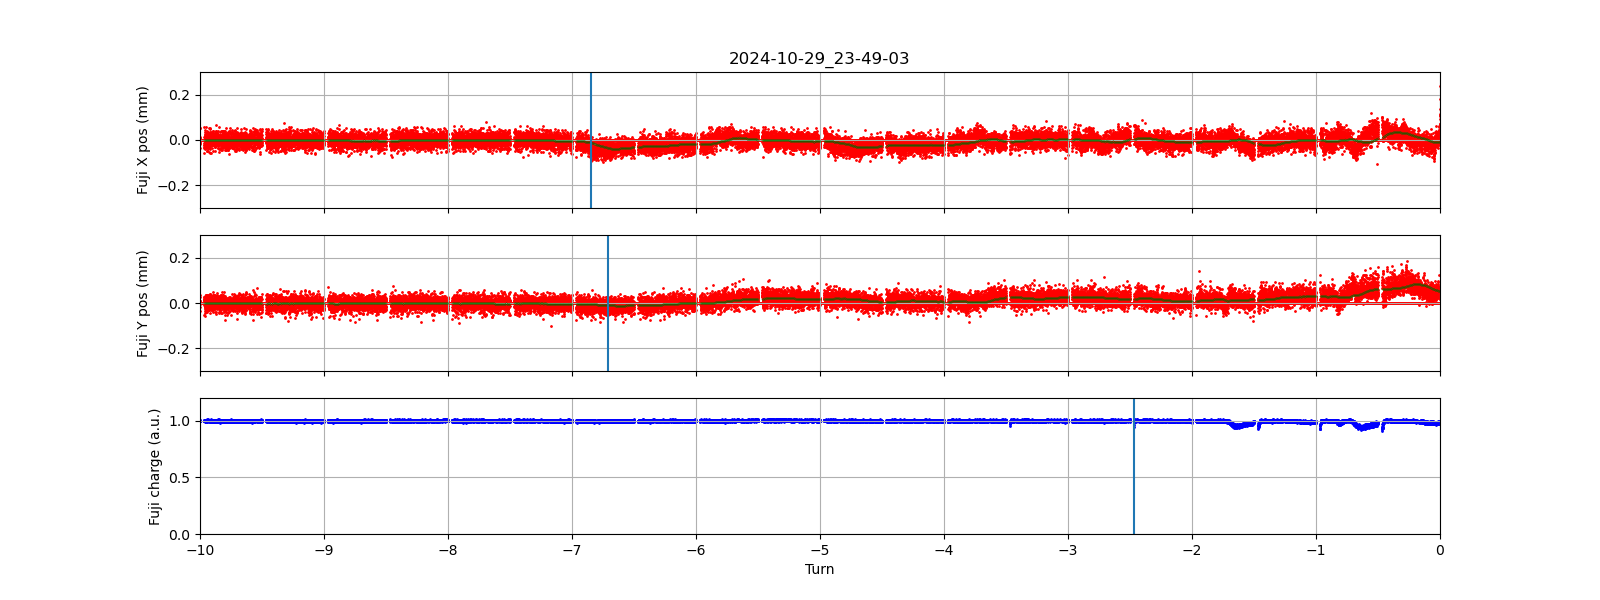 2024-10-29_23-49-03
Fuji X pos (mm)
0.2
0.0
−0.2
Fuji Y pos (mm)
0.2
0.0
−0.2
Fuji charge (a.u.)
1.0
0.5
0.0
−10 −9 −8 −7 −6 −5 −4 −3 −2 −1 0
Turn